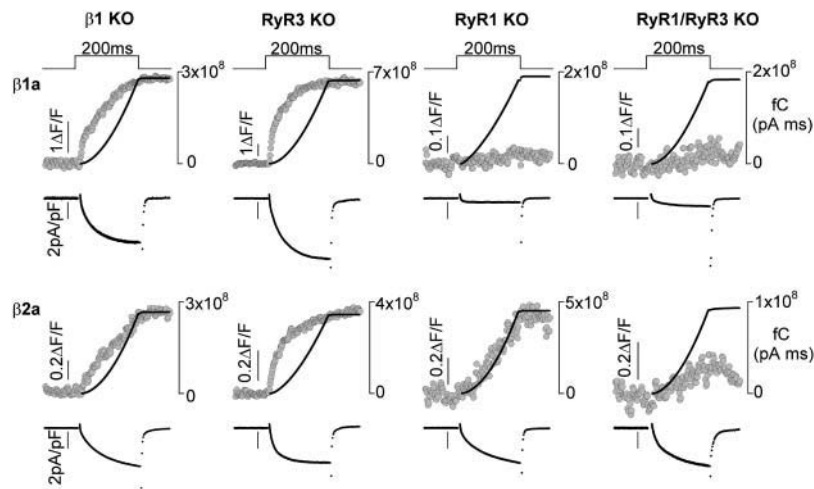 β1 KO RyR3 KO RyR1 KO RyR1/RyR3 KO
200ms 200ms 200ms 200ms
β1a 3x10⁸ 7x10⁸ 2x10⁸ 2x10⁸
1ΔF/F 1ΔF/F 0.1ΔF/F 0.1ΔF/F fC
(pA ms)
0 0 0 0
2pA/pF
β2a 3x10⁸ 4x10⁸ 5x10⁸ 1x10⁸
0.2ΔF/F 0.2ΔF/F 0.2ΔF/F 0.2ΔF/F fC
(pA ms)
0 0 0 0
2pA/pF